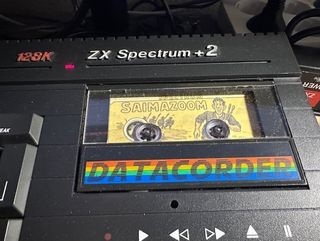 128K ZX Spectrum +2
SAIMAZOOM
DATACORDER